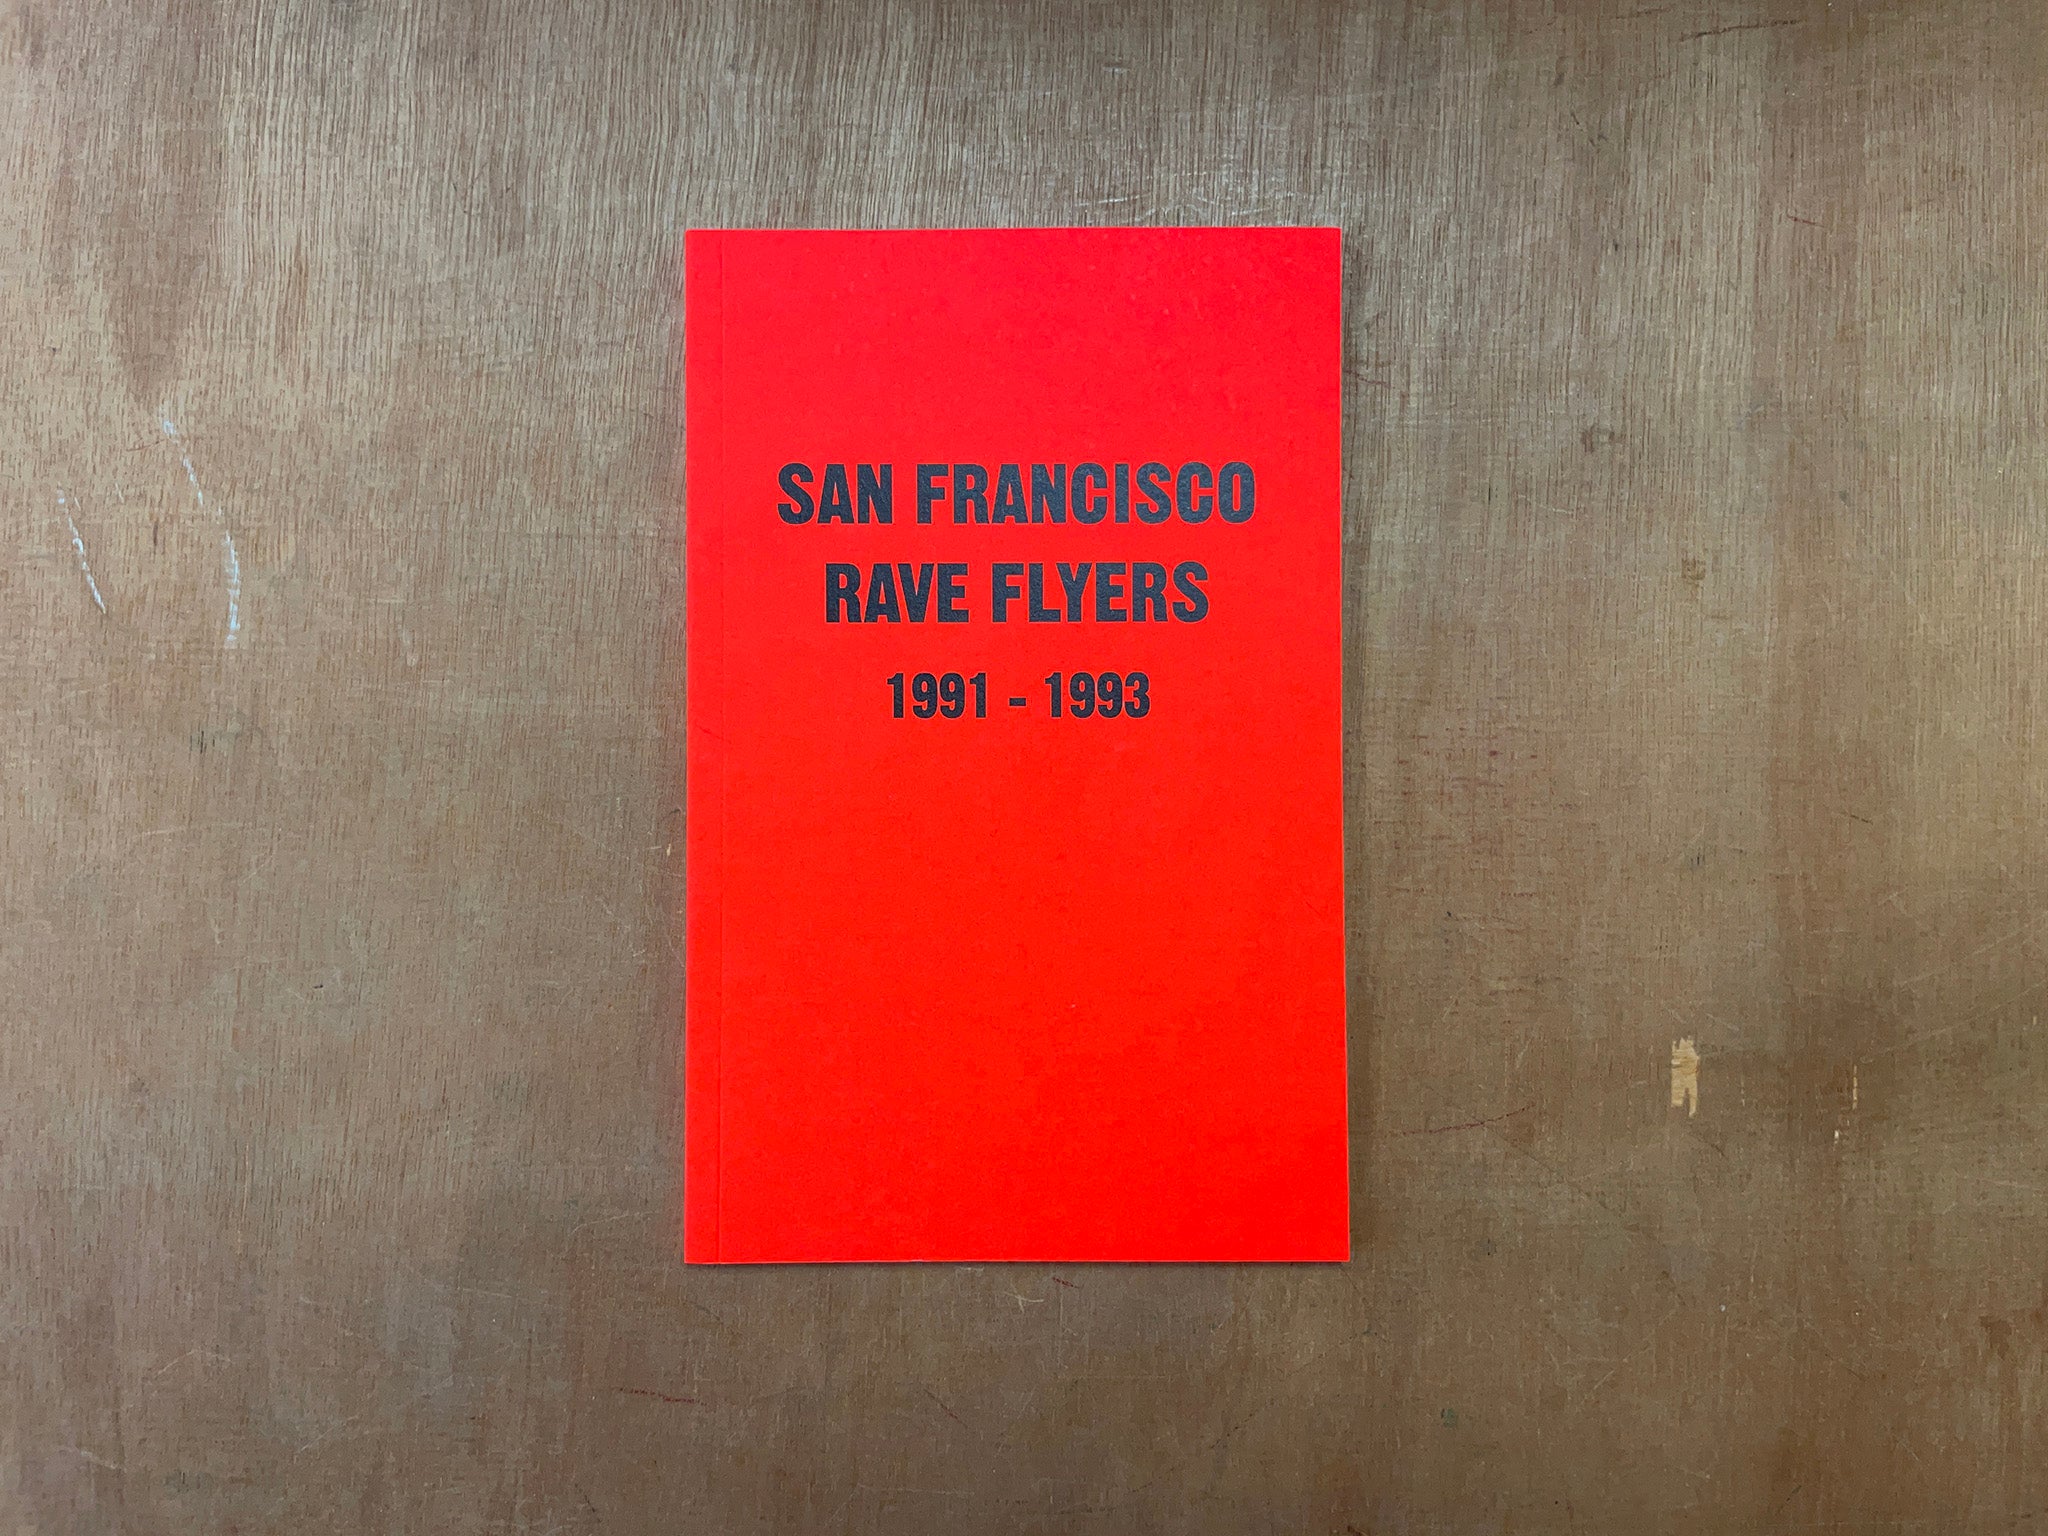 SAN FRANCISCO
RAVE FLYERS
1991 - 1993